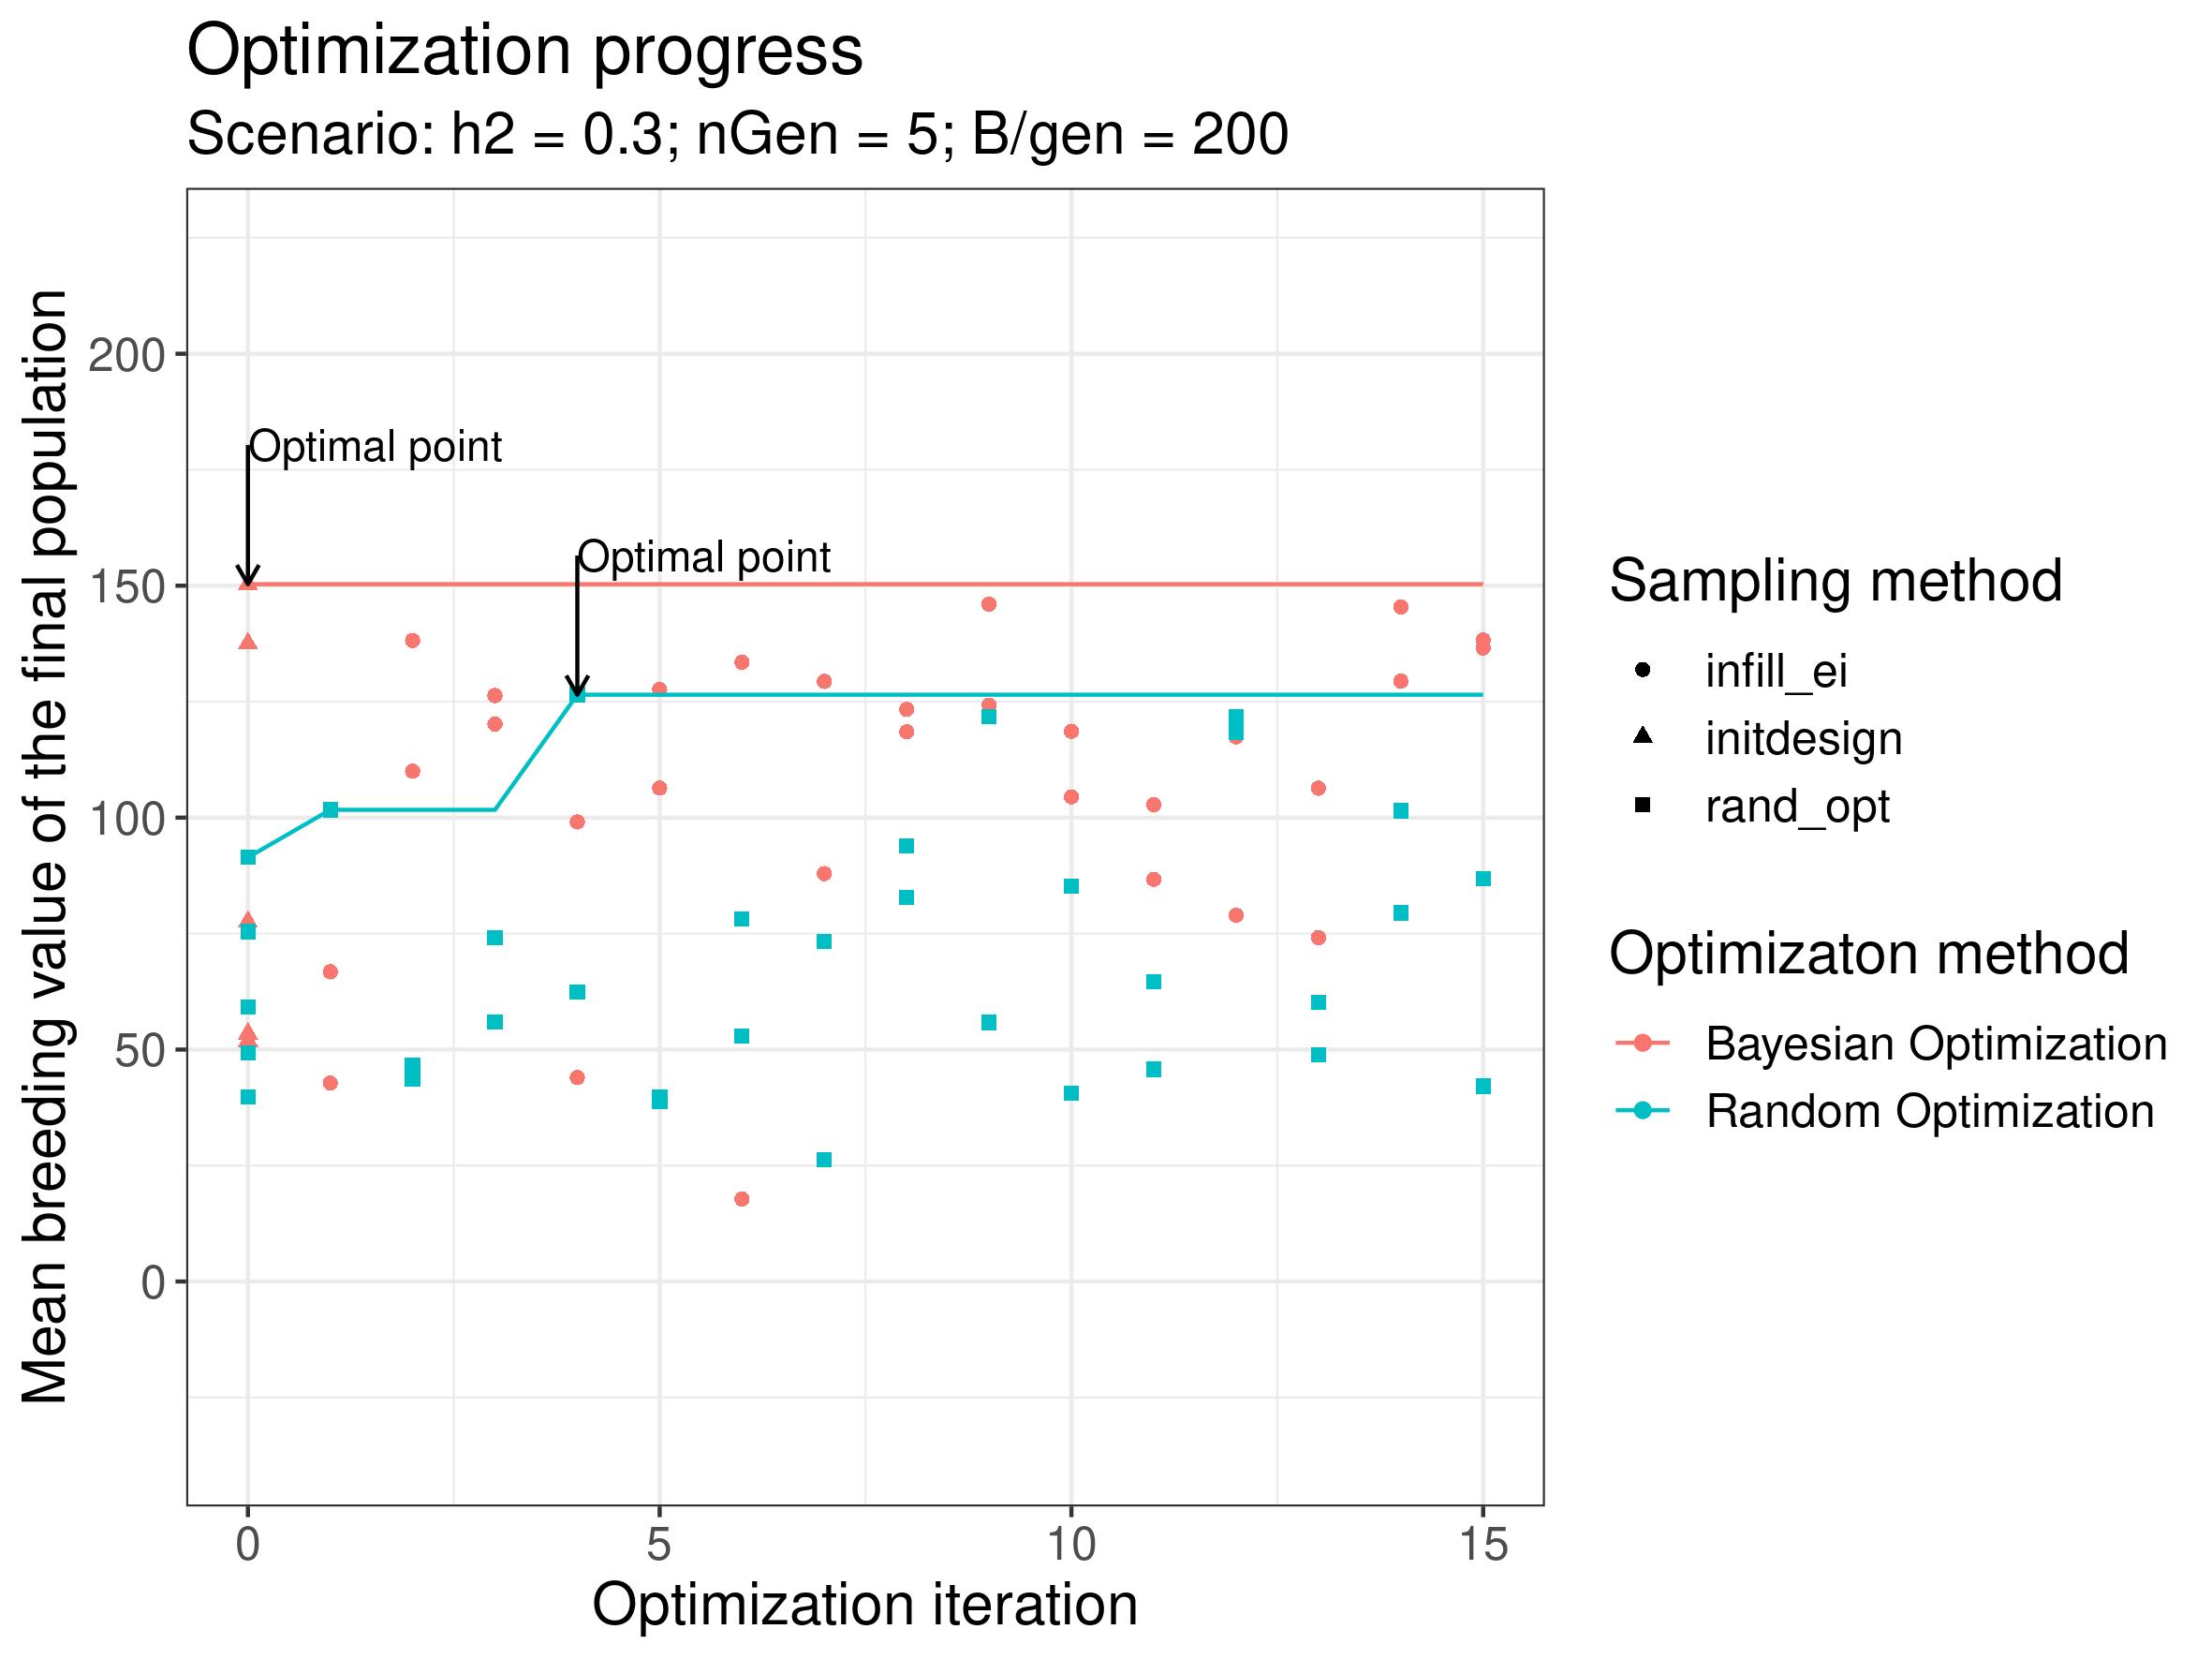 Optimization progress
Scenario: h2 = 0.3; nGen = 5; B/gen = 200
Mean breeding value of the final population
200
150
100
50
0
Optimal point
Optimal point
0
5
10
15
Optimization iteration
Sampling method
infill_ei
initdesign
rand_opt
Optimizaton method
Bayesian Optimization
Random Optimization